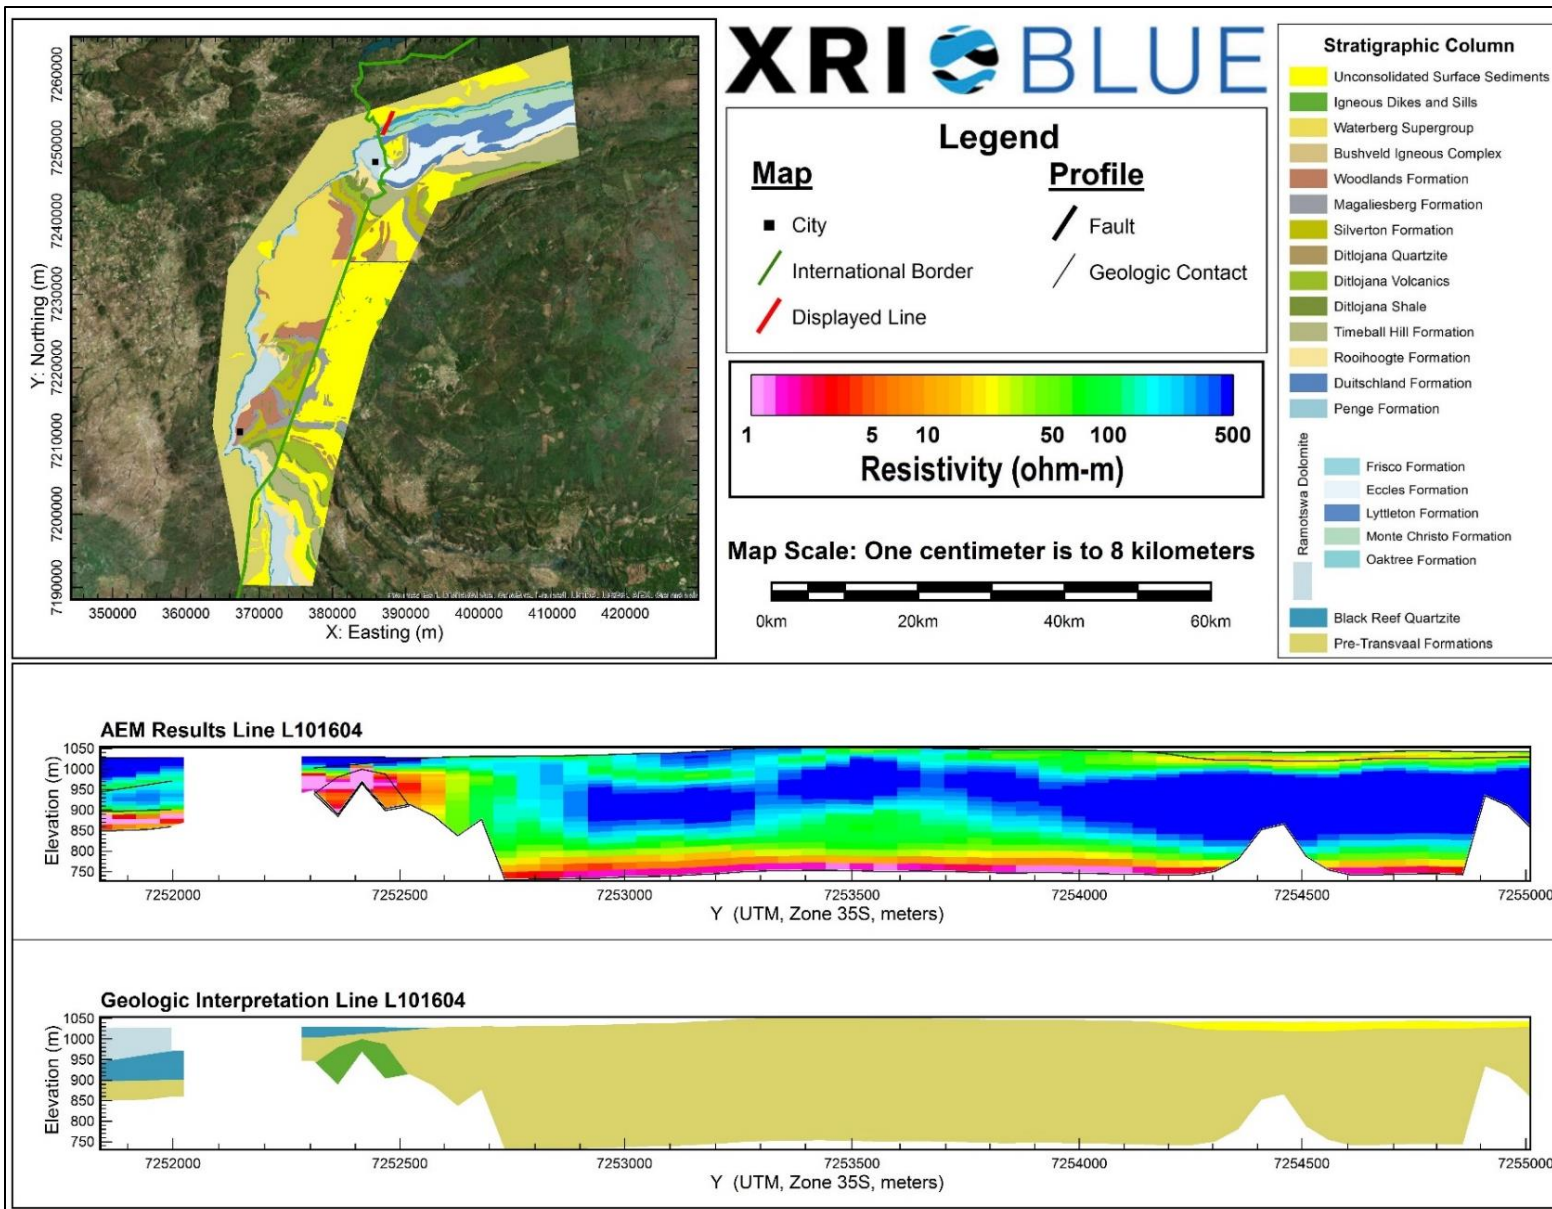 XRI BLUE
7260000
7250000
7240000
7230000
7220000
7210000
7200000
7190000
Y: Northing (m)
350000 360000 370000 380000 390000 400000 410000 420000
X: Easting (m)
Legend
Map
City
International Border
Displayed Line
Profile
Fault
Geologic Contact
1 5 10 50 100 500
Resistivity (ohm-m)
Map Scale: One centimeter is to 8 kilometers
0km 20km 40km 60km
Stratigraphic Column
Unconsolidated Surface Sediments
Igneous Dikes and Sills
Waterberg Supergroup
Bushveld Igneous Complex
Woodlands Formation
Magaliesberg Formation
Silverton Formation
Ditlojana Quartzite
Ditlojana Volcanics
Ditlojana Shale
Timeball Hill Formation
Rooihoogte Formation
Duitschland Formation
Penge Formation
Ramotswa Dolomite
Frisco Formation
Eccles Formation
Lyttleton Formation
Monte Christo Formation
Oaktree Formation
Black Reef Quartzite
Pre-Transvaal Formations
AEM Results Line L101604
Elevation (m)
1050
1000
950
900
850
800
750
7252000 7252500 7253000 7253500 7254000 7254500 7255000
Y (UTM, Zone 35S, meters)
Geologic Interpretation Line L101604
Elevation (m)
1050
1000
950
900
850
800
750
7252000 7252500 7253000 7253500 7254000 7254500 7255000
Y (UTM, Zone 35S, meters)